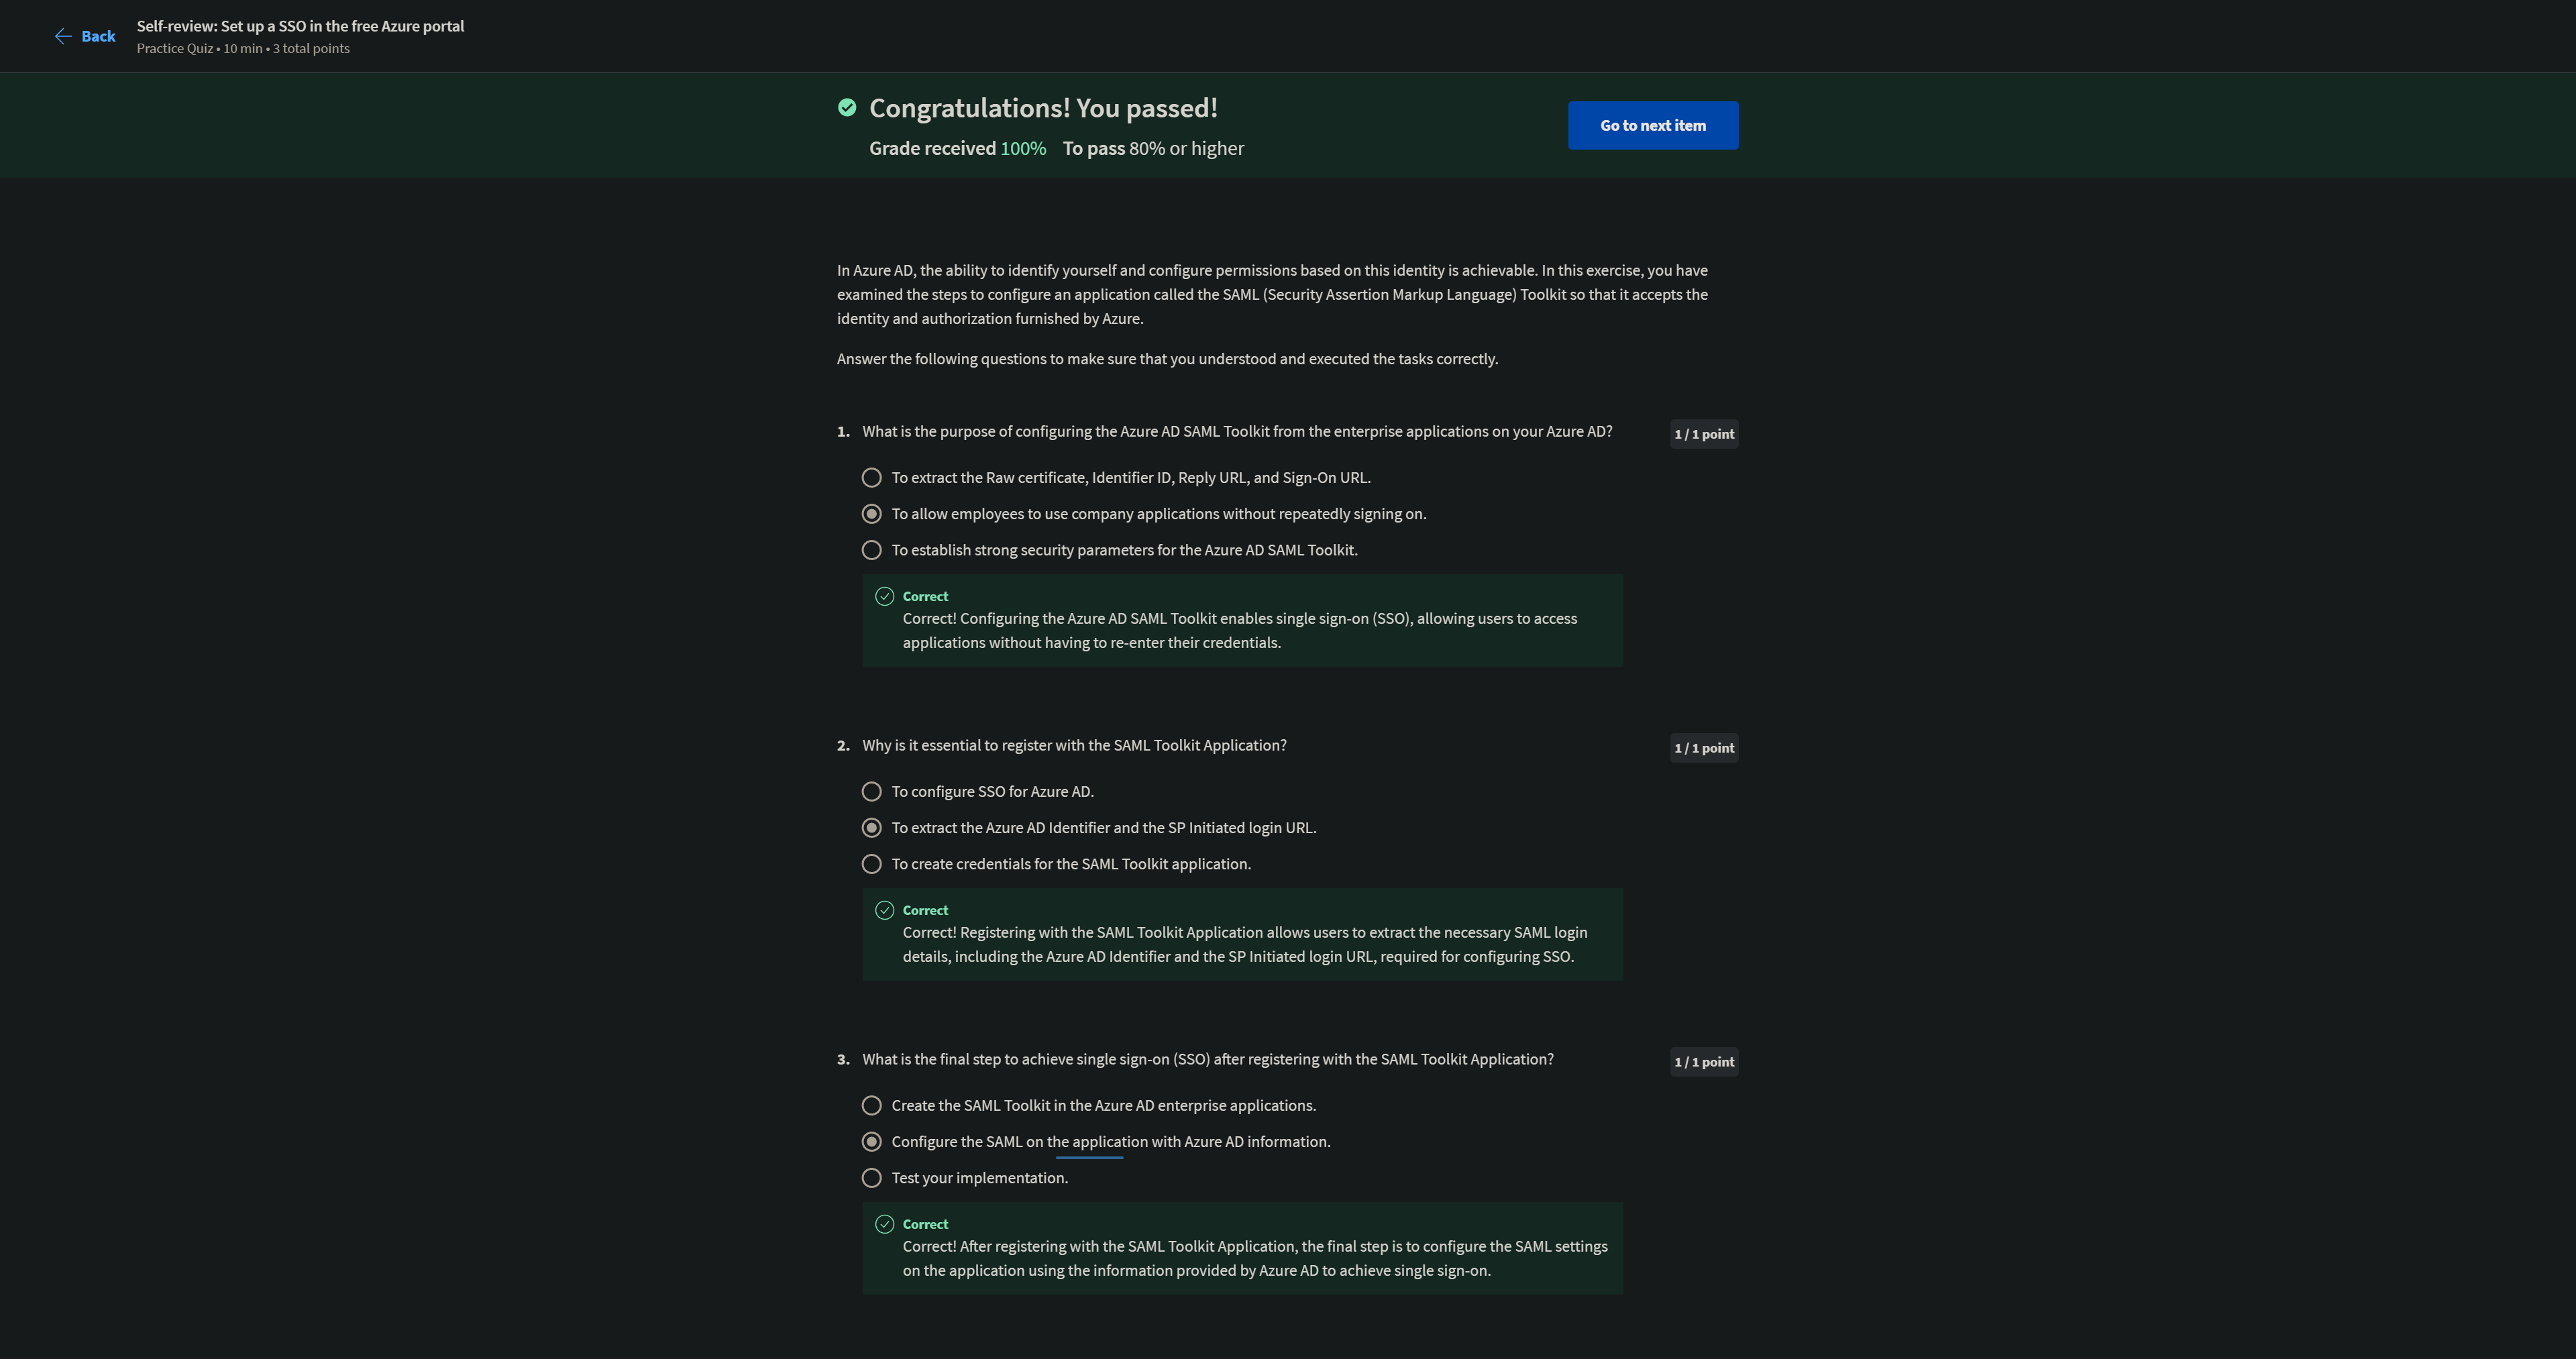 Back
Self-review: Set up a SSO in the free Azure portal
Practice Quiz • 10 min • 3 total points
Congratulations! You passed!
Grade received 100% To pass 80% or higher
Go to next item
In Azure AD, the ability to identify yourself and configure permissions based on this identity is achievable. In this exercise, you have
examined the steps to configure an application called the SAML (Security Assertion Markup Language) Toolkit so that it accepts the
identity and authorization furnished by Azure.
Answer the following questions to make sure that you understood and executed the tasks correctly.
1. What is the purpose of configuring the Azure AD SAML Toolkit from the enterprise applications on your Azure AD?
1 / 1 point
To extract the Raw certificate, Identifier ID, Reply URL, and Sign-On URL.
To allow employees to use company applications without repeatedly signing on.
To establish strong security parameters for the Azure AD SAML Toolkit.
Correct
Correct! Configuring the Azure AD SAML Toolkit enables single sign-on (SSO), allowing users to access
applications without having to re-enter their credentials.
2. Why is it essential to register with the SAML Toolkit Application?
1 / 1 point
To configure SSO for Azure AD.
To extract the Azure AD Identifier and the SP Initiated login URL.
To create credentials for the SAML Toolkit application.
Correct
Correct! Registering with the SAML Toolkit Application allows users to extract the necessary SAML login
details, including the Azure AD Identifier and the SP Initiated login URL, required for configuring SSO.
3. What is the final step to achieve single sign-on (SSO) after registering with the SAML Toolkit Application?
1 / 1 point
Create the SAML Toolkit in the Azure AD enterprise applications.
Configure the SAML on the application with Azure AD information.
Test your implementation.
Correct
Correct! After registering with the SAML Toolkit Application, the final step is to configure the SAML settings
on the application using the information provided by Azure AD to achieve single sign-on.